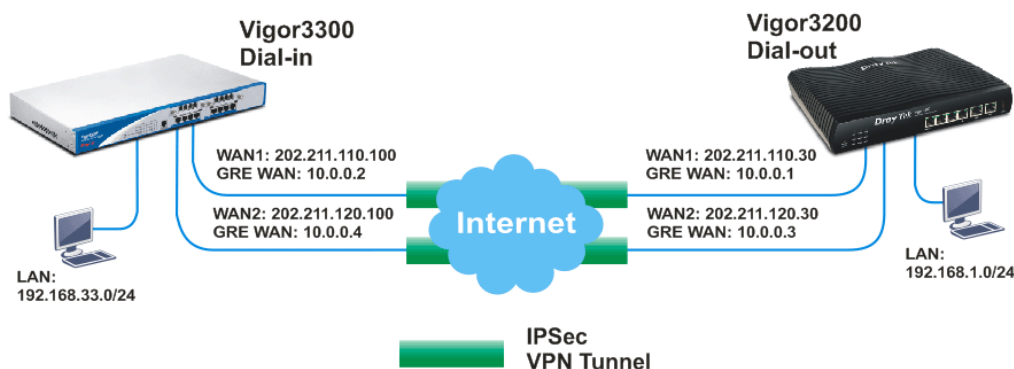 Vigor3300
Dial-in
Vigor3200
Dial-out
DrayTek
WAN1: 202.211.110.100
GRE WAN: 10.0.0.2
WAN1: 202.211.110.30
GRE WAN: 10.0.0.1
Internet
WAN2: 202.211.120.100
GRE WAN: 10.0.0.4
WAN2: 202.211.120.30
GRE WAN: 10.0.0.3
LAN:
192.168.33.0/24
LAN:
192.168.1.0/24
IPSec
VPN Tunnel